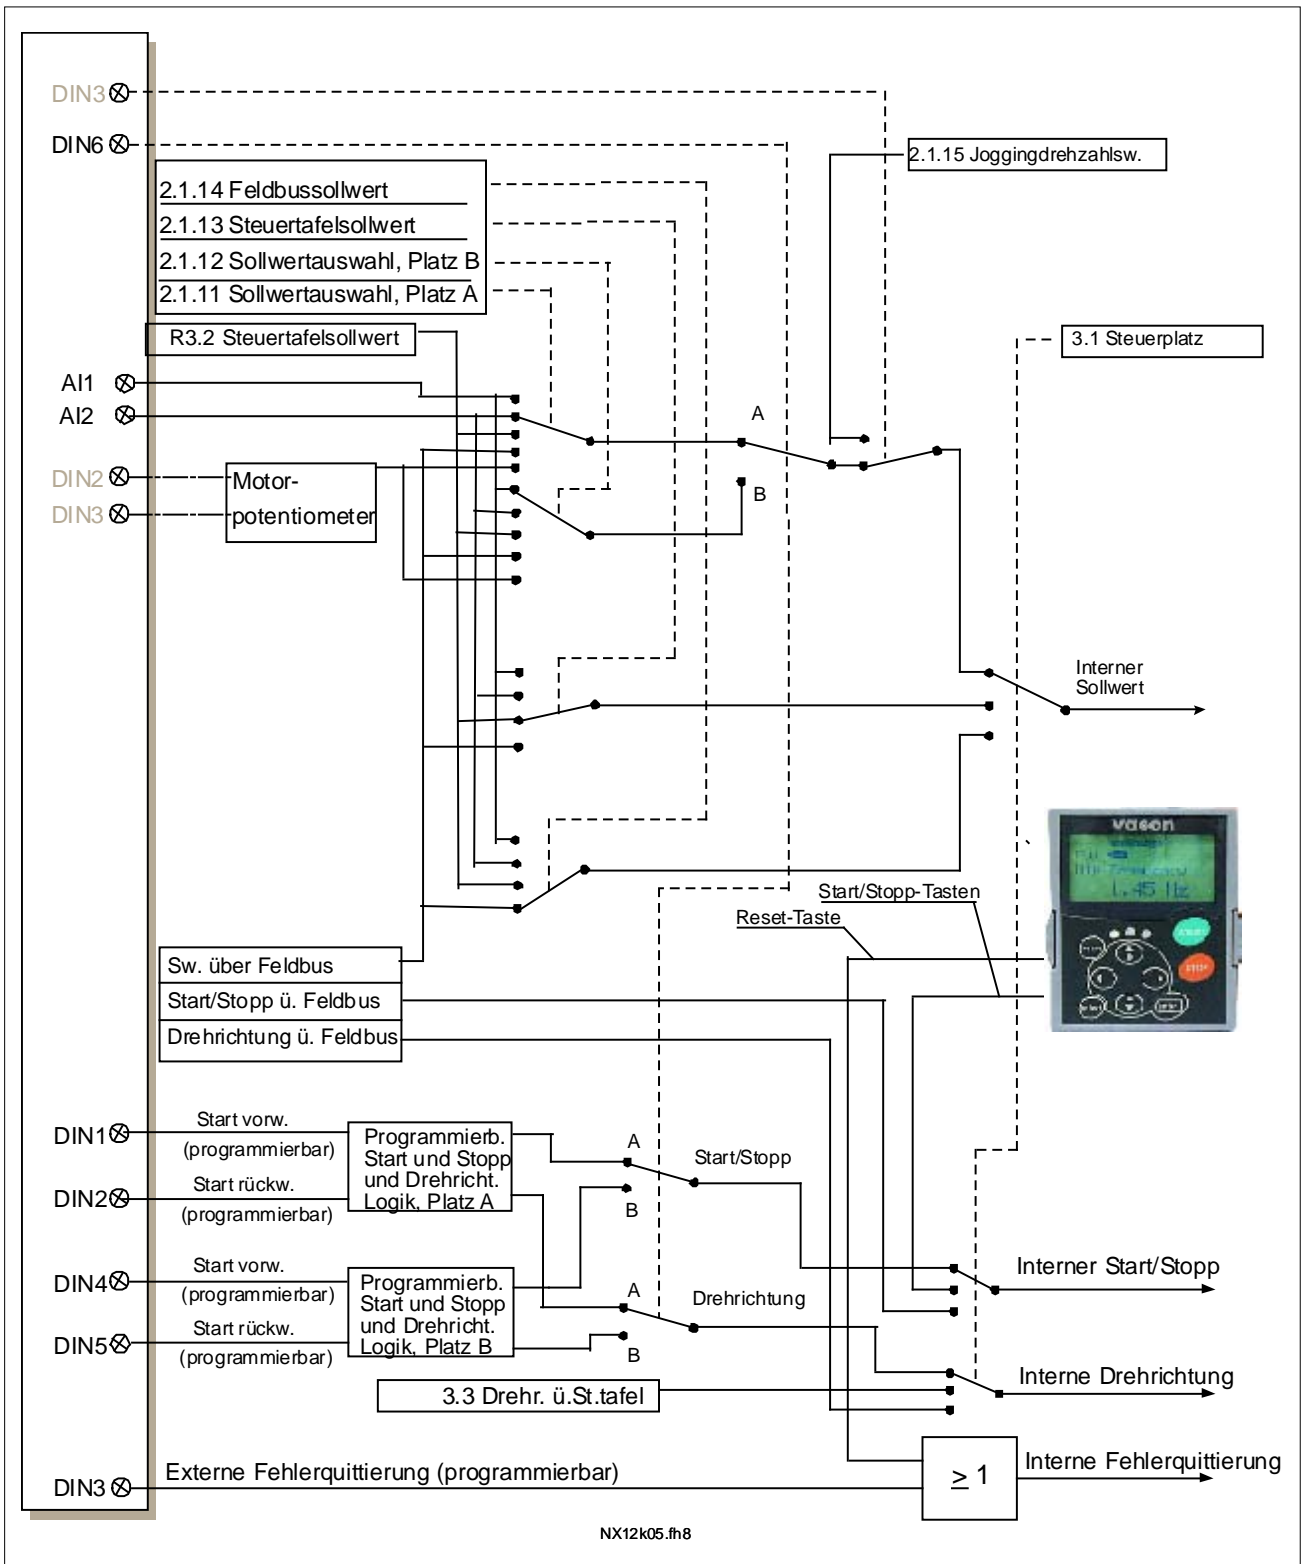 DIN3
DIN6
2.1.15 Joggingdrehzahlsw.
2.1.14 Feldbussollwert
2.1.13 Steuertafelsollwert
2.1.12 Sollwertauswahl, Platz B
2.1.11 Sollwertauswahl, Platz A
R3.2 Steuertafelsollwert
3.1 Steuerplatz
AI1
AI2
A
B
DIN2
DIN3
Motor-
potentiometer
Interner
Sollwert
vacon
1.45 Hz
Start/Stopp-Tasten
Reset-Taste
Sw. über Feldbus
Start/Stopp ü. Feldbus
Drehrichtung ü. Feldbus
DIN1
Start vorw.
(programmierbar)
DIN2
Start rückw.
(programmierbar)
Programmierb.
Start und Stopp
und Drehricht.
Logik, Platz A
A
B
Start/Stopp
DIN4
Start vorw.
(programmierbar)
DIN5
Start rückw.
(programmierbar)
Programmierb.
Start und Stopp
und Drehricht.
Logik, Platz B
A
B
Drehrichtung
Interner Start/Stopp
Interne Drehrichtung
3.3 Drehr. ü.St.tafel
DIN3
Externe Fehlerquittierung (programmierbar)
≥ 1
Interne Fehlerquittierung
NX12k05.fh8